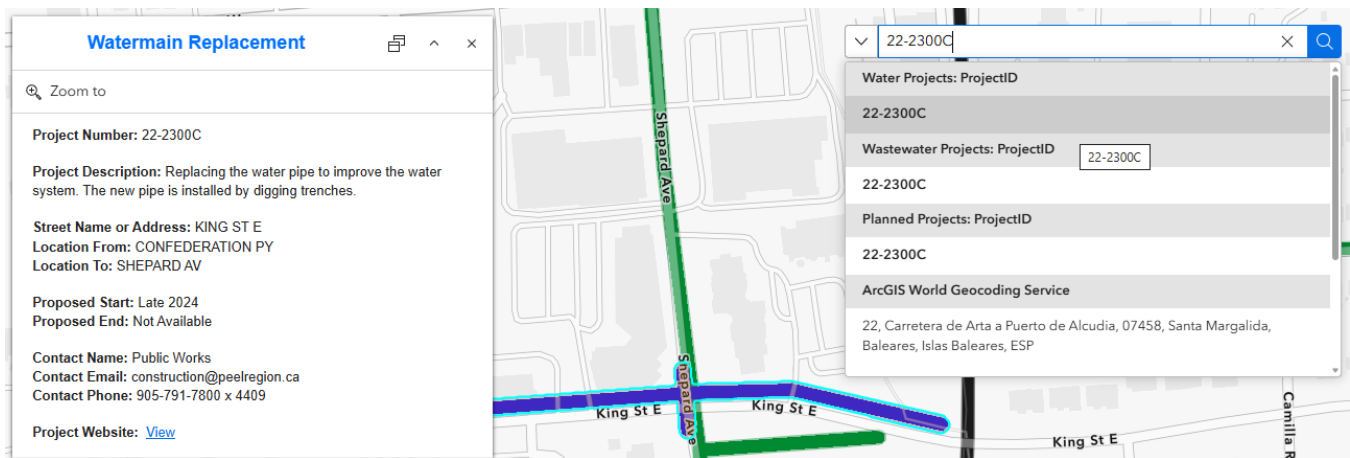 Watermain Replacement
Zoom to
Project Number: 22-2300C
Project Description: Replacing the water pipe to improve the water
system. The new pipe is installed by digging trenches.
Street Name or Address: KING ST E
Location From: CONFEDERATION PY
Location To: SHEPARD AV
Proposed Start: Late 2024
Proposed End: Not Available
Contact Name: Public Works
Contact Email: construction@peelregion.ca
Contact Phone: 905-791-7800 x 4409
Project Website: View
Shepard Ave
Shepard Ave
King St E
King St E
King St E
22-2300C
Water Projects: ProjectID
22-2300C
Wastewater Projects: ProjectID
22-2300C
22-2300C
Planned Projects: ProjectID
22-2300C
ArcGIS World Geocoding Service
22, Carretera de Arta a Puerto de Alcudia, 07458, Santa Margalida,
Baleares, Islas Baleares, ESP
Camilla R